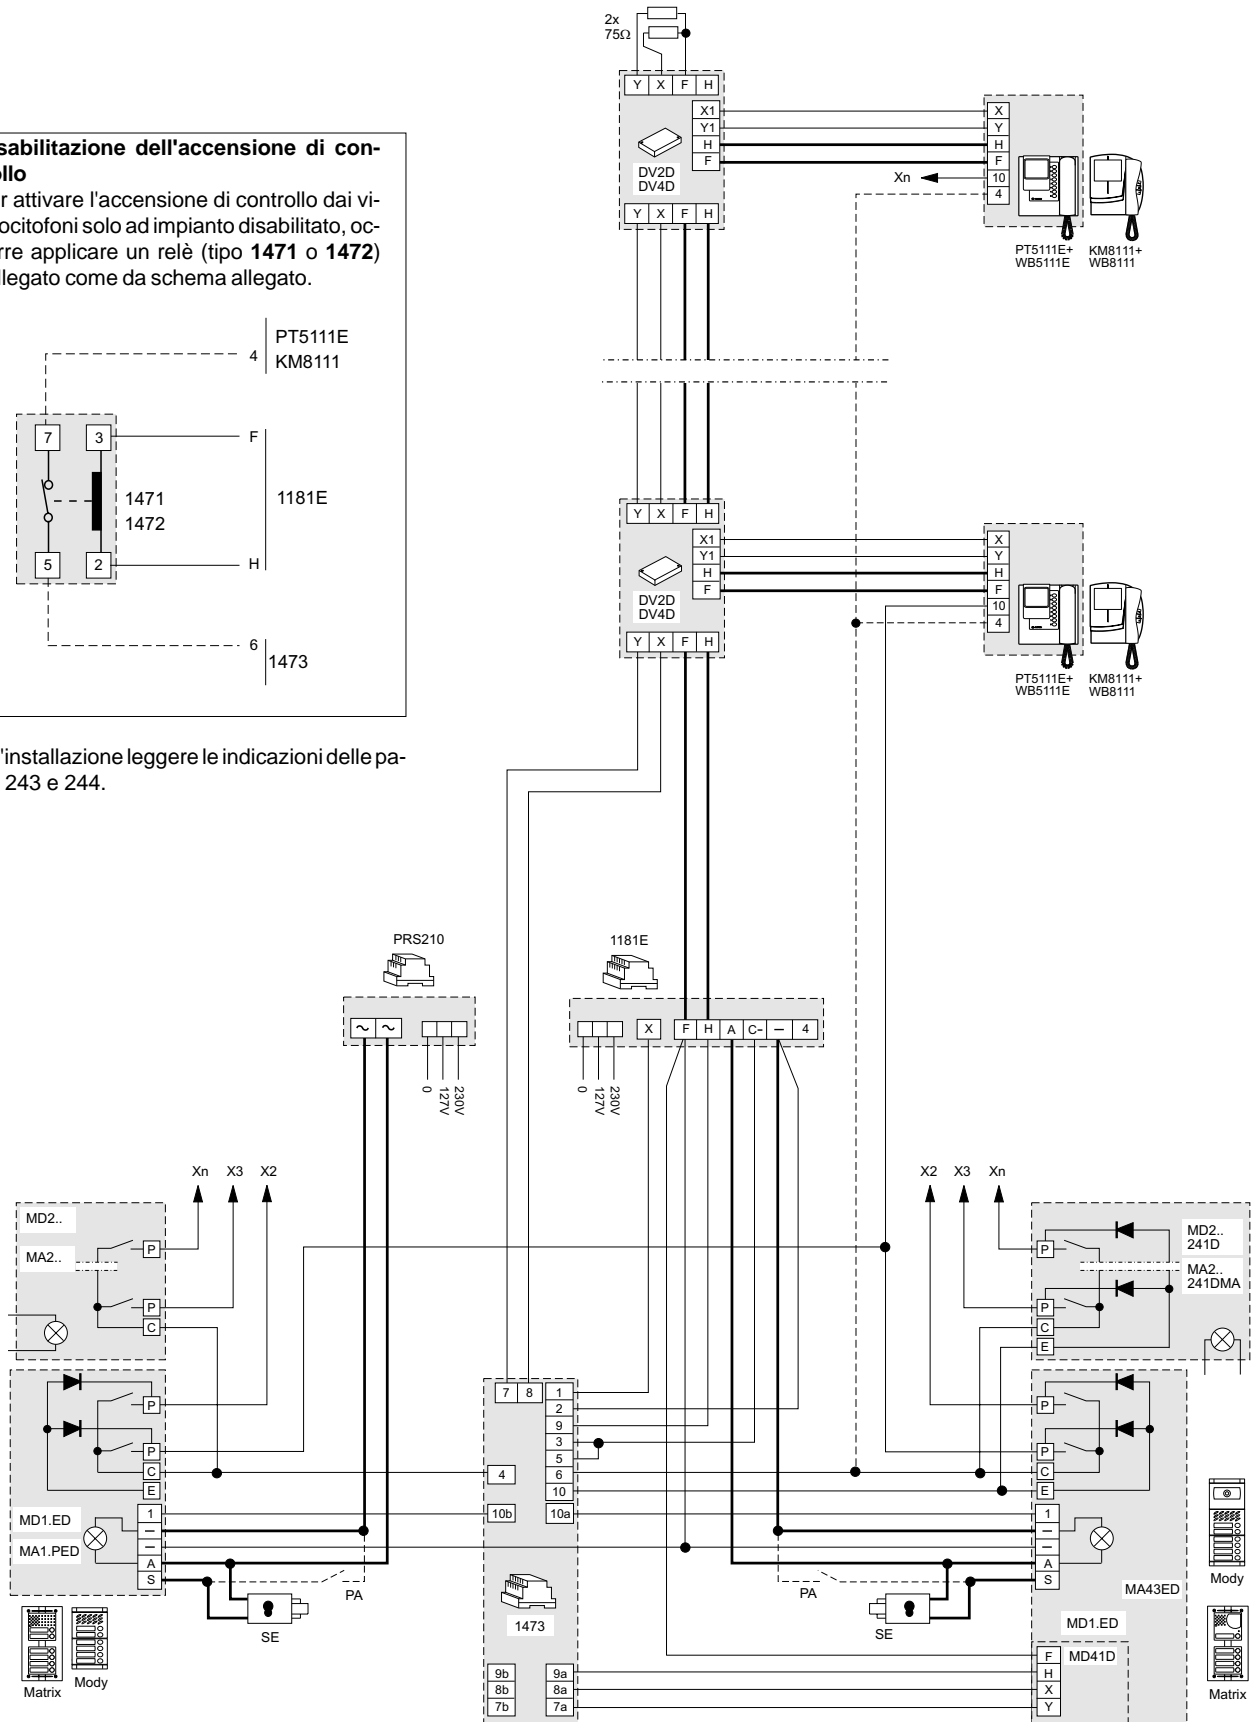 2x
75Ω
Y X F H
X1
Y1
H
F
DV2D
DV4D
Y X F H
X
Y
H
F
10
4
Xn
PT5111E+
WB5111E
KM8111+
WB8111
sabilitazione dell'accensione di con-
ollo
r attivare l'accensione di controllo dai vi-
ocitofoni solo ad impianto disabilitato, oc-
rre applicare un relè (tipo 1471 o 1472)
llegato come da schema allegato.
4
PT5111E
KM8111
7 3
F
1471
1472
1181E
5 2
H
6
1473
'installazione leggere le indicazioni delle pa-
243 e 244.
Y X F H
X1
Y1
H
F
DV2D
DV4D
Y X F H
X
Y
H
F
10
4
PT5111E+
WB5111E
KM8111+
WB8111
PRS210
~ ~
0 127V 230V
1181E
X F H A C- — 4
0 127V 230V
Xn X3 X2
MD2..
MA2..
P
P
C
P
P
C
E
1
—
—
A
S
MD1.ED
MA1.PED
PA
SE
Matrix
Mody
7 8
1
2
9
3
5
6
10
4
10b 10a
1473
9b 9a
8b 8a
7b 7a
X2 X3 Xn
MD2..
241D
MA2..
241DMA
P
P
C
E
P
P
C
E
1
—
—
A
S
PA
SE
MA43ED
MD1.ED
MD41D
F
H
X
Y
Mody
Matrix